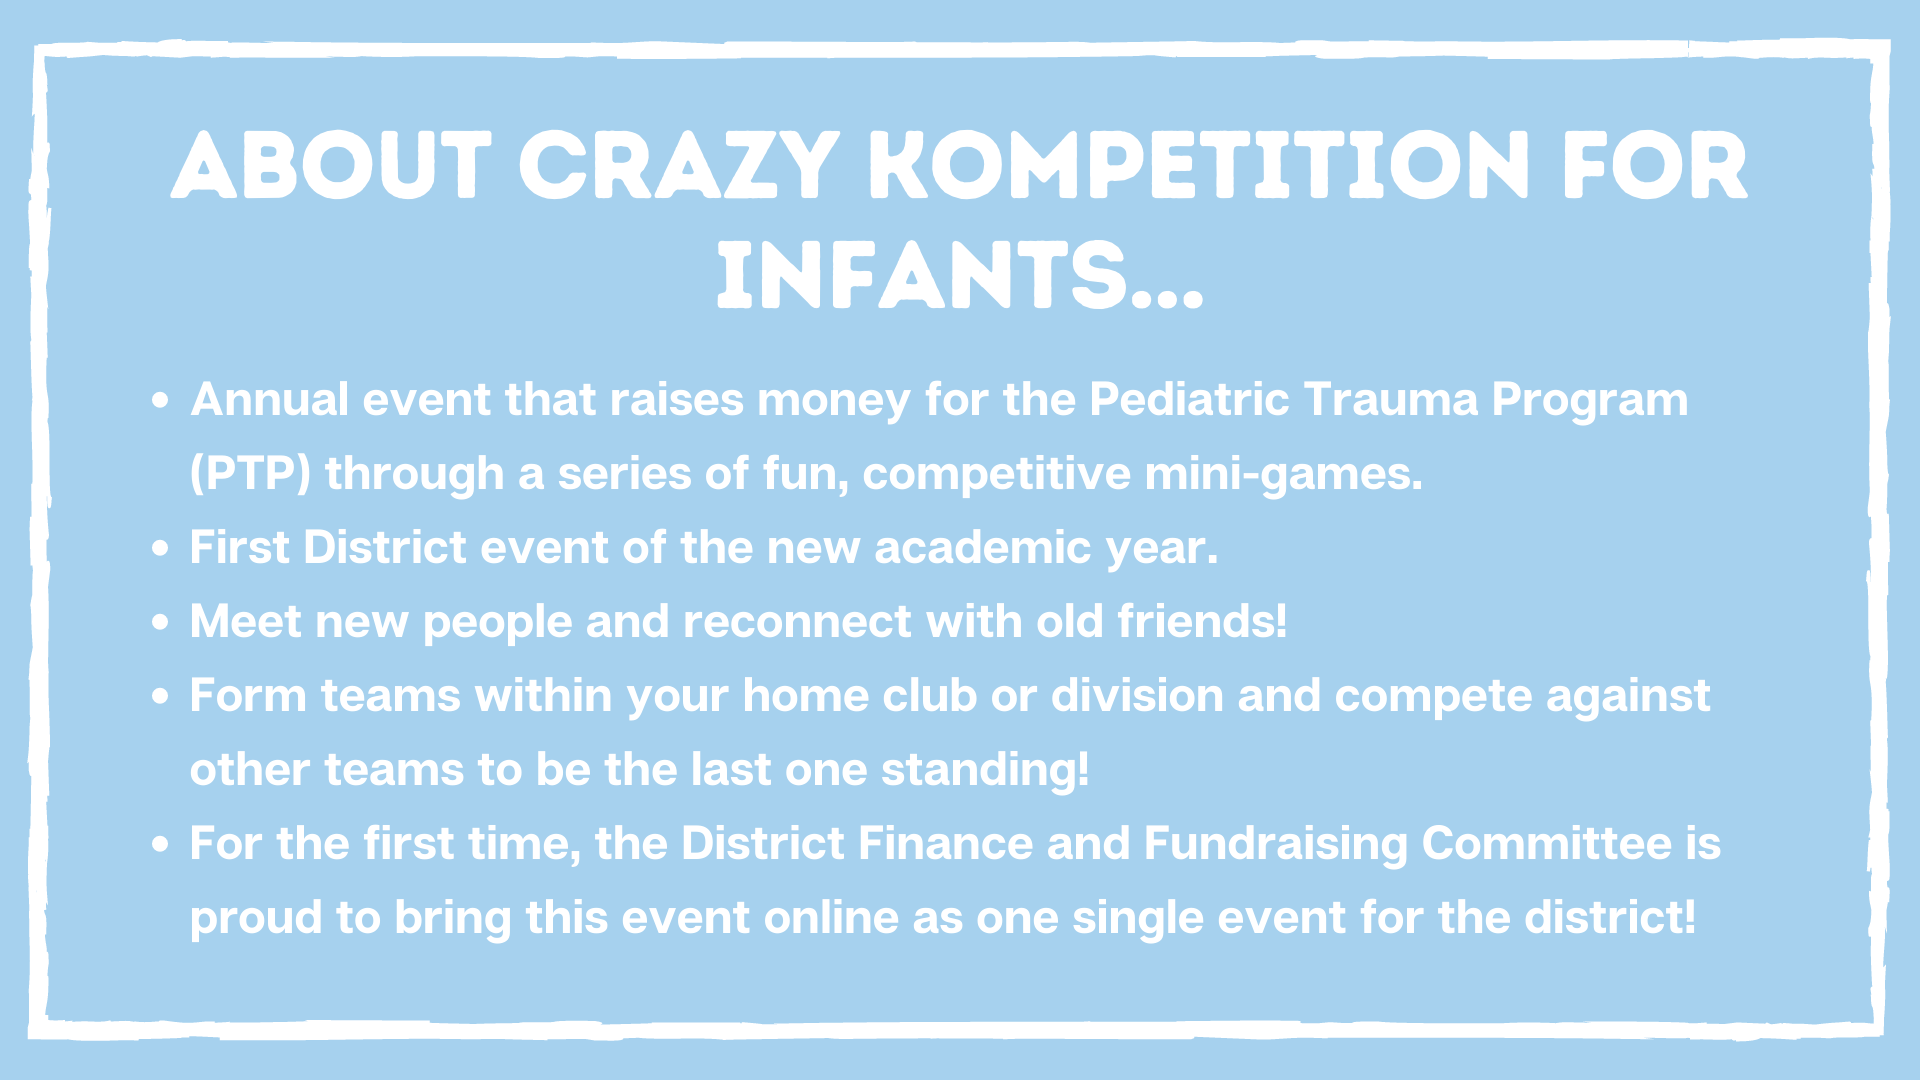 ABOUT CRAZY KOMPETITION FOR
INFANTS...
• Annual event that raises money for the Pediatric Trauma Program
(PTP) through a series of fun, competitive mini-games.
• First District event of the new academic year.
• Meet new people and reconnect with old friends!
• Form teams within your home club or division and compete against
other teams to be the last one standing!
• For the first time, the District Finance and Fundraising Committee is
proud to bring this event online as one single event for the district!